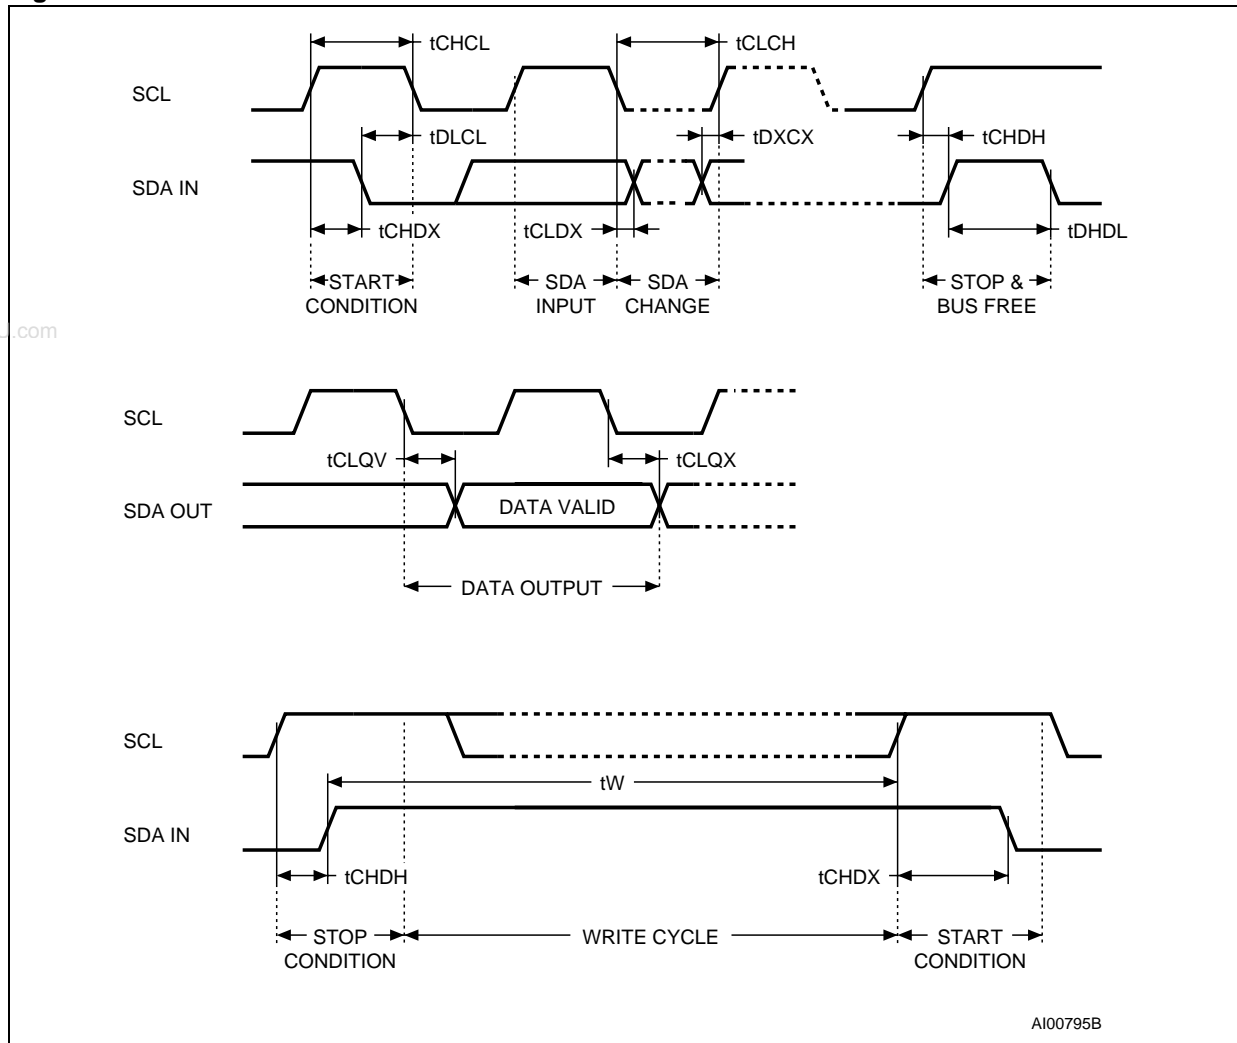 tCHCL
tCLCH
SCL
tDLCL
tDXCX
tCHDH
SDA IN
tCHDX
tCLDX
tDHDL
START
CONDITION
SDA
INPUT
SDA
CHANGE
STOP &
BUS FREE
SCL
tCLQV
tCLQX
SDA OUT
DATA VALID
DATA OUTPUT
SCL
tW
SDA IN
tCHDH
tCHDX
STOP
CONDITION
WRITE CYCLE
START
CONDITION
AI00795B